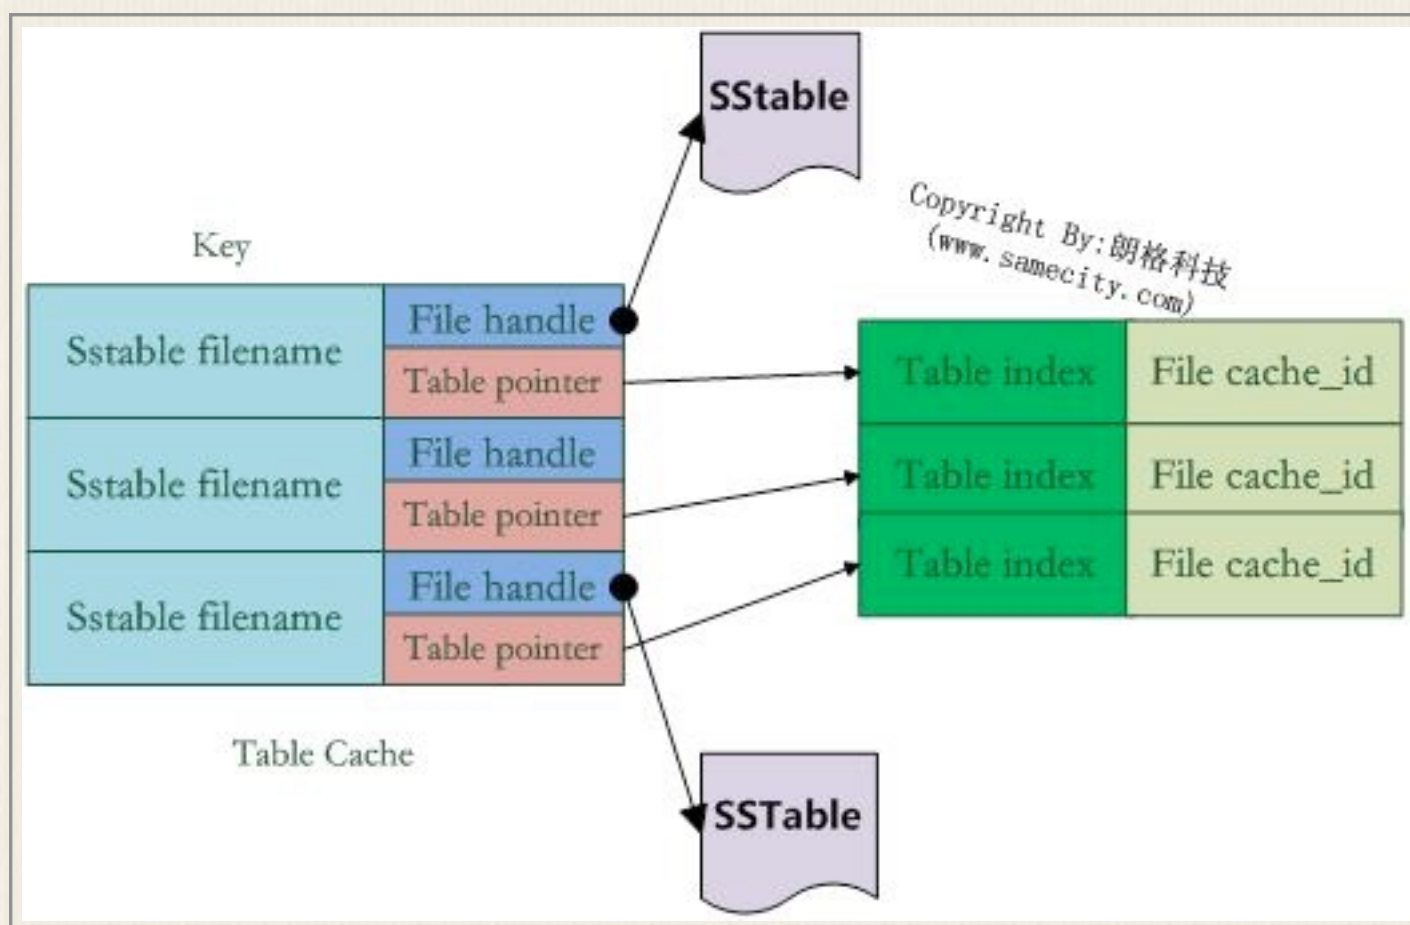 SStable
Copyright By:朗格科技
(www.samecity.com)
Key
Sstable filename
File handle
Table pointer
Sstable filename
File handle
Table pointer
Sstable filename
File handle
Table pointer
Table index
File cache_id
Table index
File cache_id
Table index
File cache_id
Table Cache
SSTable